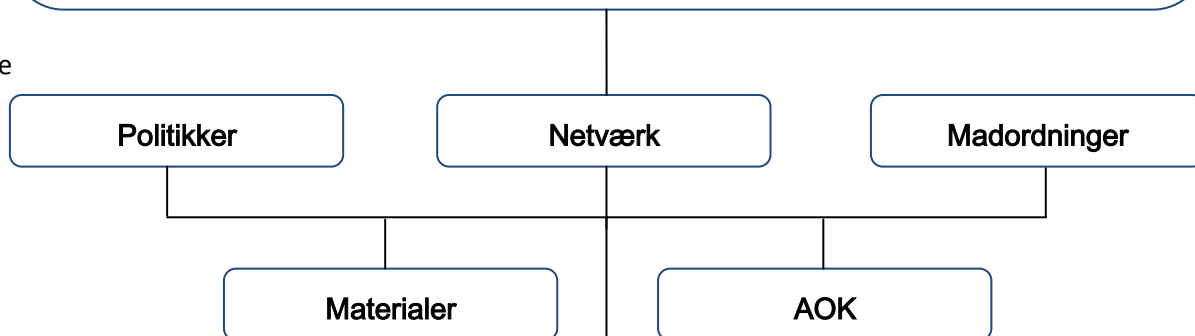 e
Politikker
Netværk
Madordninger
Materialer
AOK